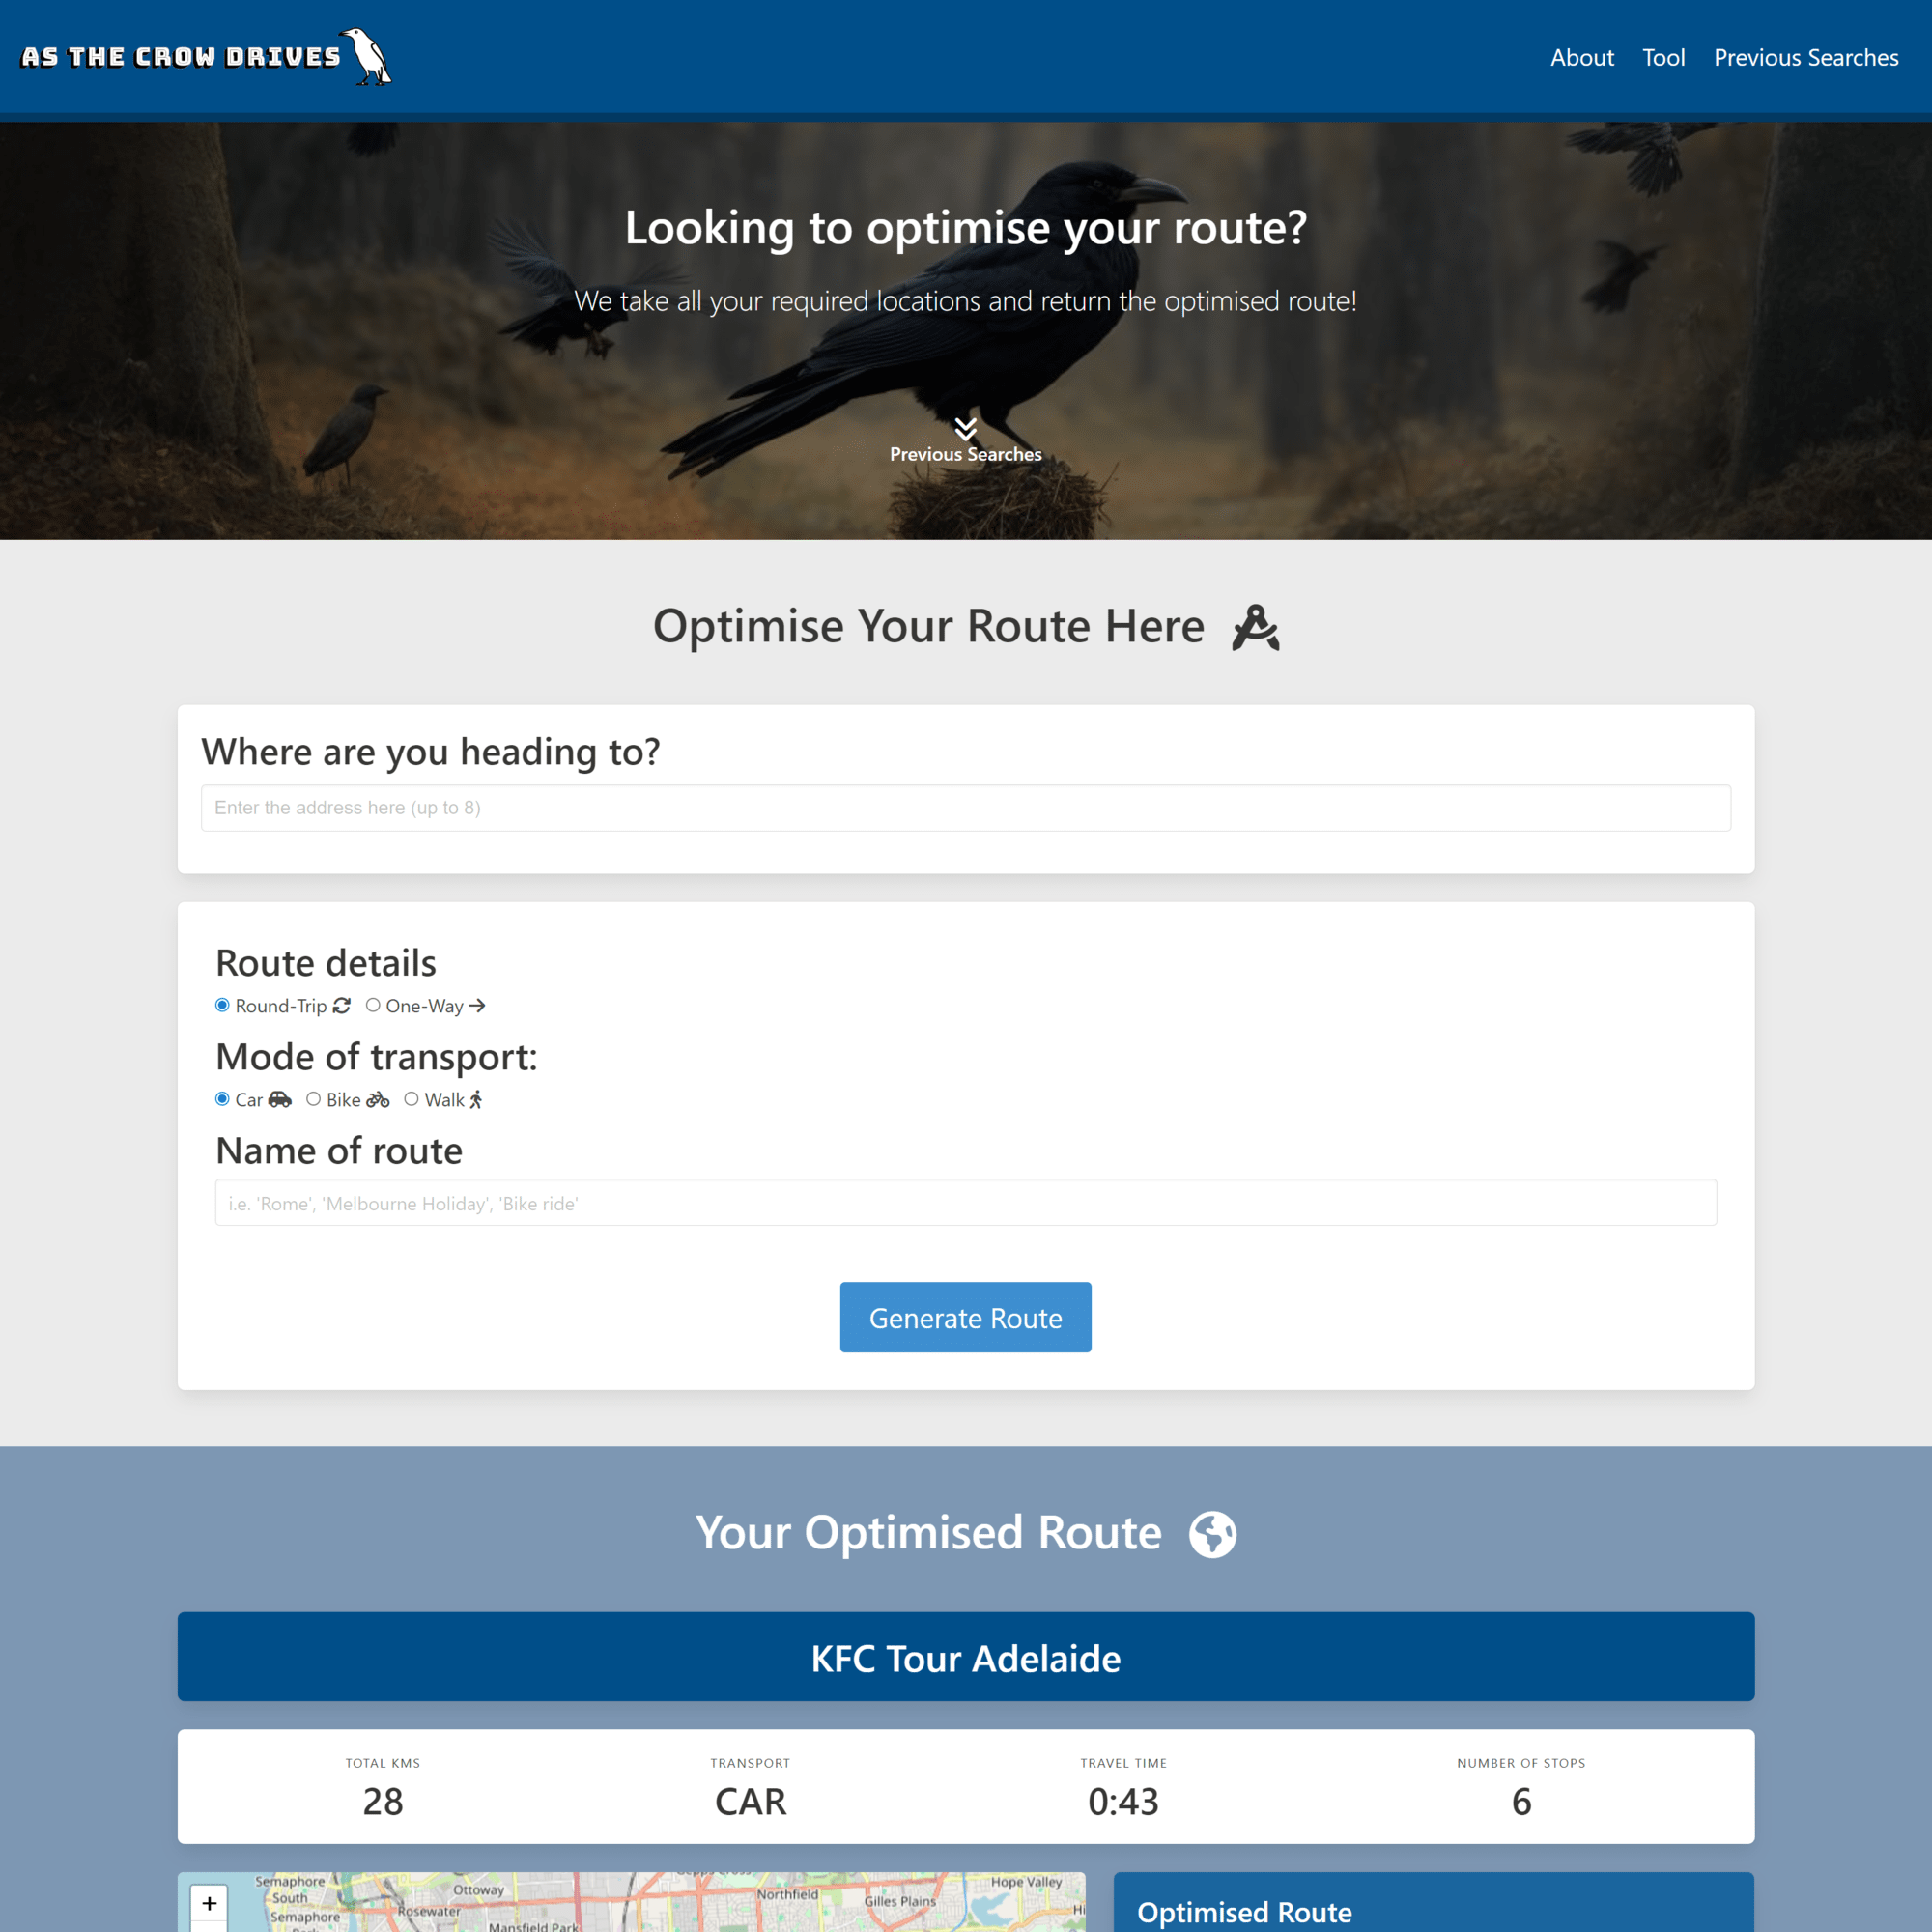 AS THE CROW DRIVES
About Tool Previous Searches
Looking to optimise your route?
We take all your required locations and return the optimised route!
Previous Searches
Optimise Your Route Here
Where are you heading to?
Enter the address here (up to 8)
Route details
Round-Trip One-Way
Mode of transport:
Car Bike Walk
Name of route
i.e. 'Rome', 'Melbourne Holiday', 'Bike ride'
Generate Route
Your Optimised Route
KFC Tour Adelaide
TOTAL KMS TRANSPORT TRAVEL TIME NUMBER OF STOPS
28 CAR 0:43 6
+
Semaphore
South
Semaphore
Ottoway
Rosewater
Mansfield Park
Northfield
Gilles Plains
Hope Valley
Optimised Route